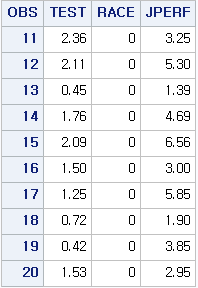 OBS TEST RACE JPERF
11 2.36 0 3.25
12 2.11 0 5.30
13 0.45 0 1.39
14 1.76 0 4.69
15 2.09 0 6.56
16 1.50 0 3.00
17 1.25 0 5.85
18 0.72 0 1.90
19 0.42 0 3.85
20 1.53 0 2.95